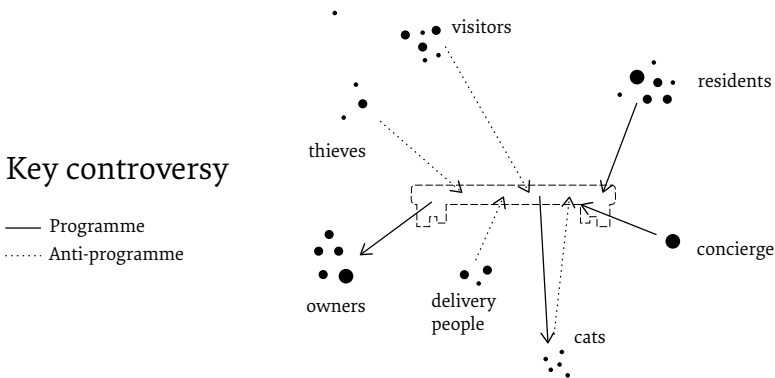 visitors
residents
thieves
Key controversy
Programme
Anti-programme
concierge
owners
delivery
people
cats